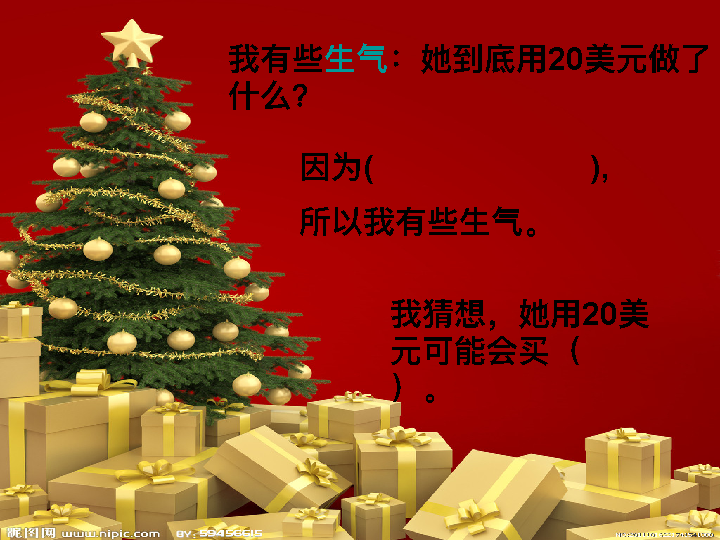 我有些生气：她到底用20美元做了
什么？
因为(                    ),
所以我有些生气。
我猜想，她用20美
元可能会买（
）。
昵图网 www.nipic.com BY:50456615